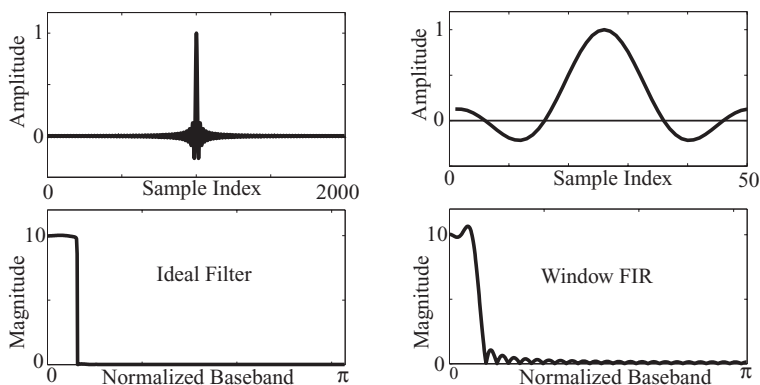 Amplitude
1
0
0
Sample Index
2000
Amplitude
1
0
0
Sample Index
50
Magnitude
10
0
Ideal Filter
0
Normalized Baseband
π
Magnitude
10
0
Window FIR
0
Normalized Baseband
π